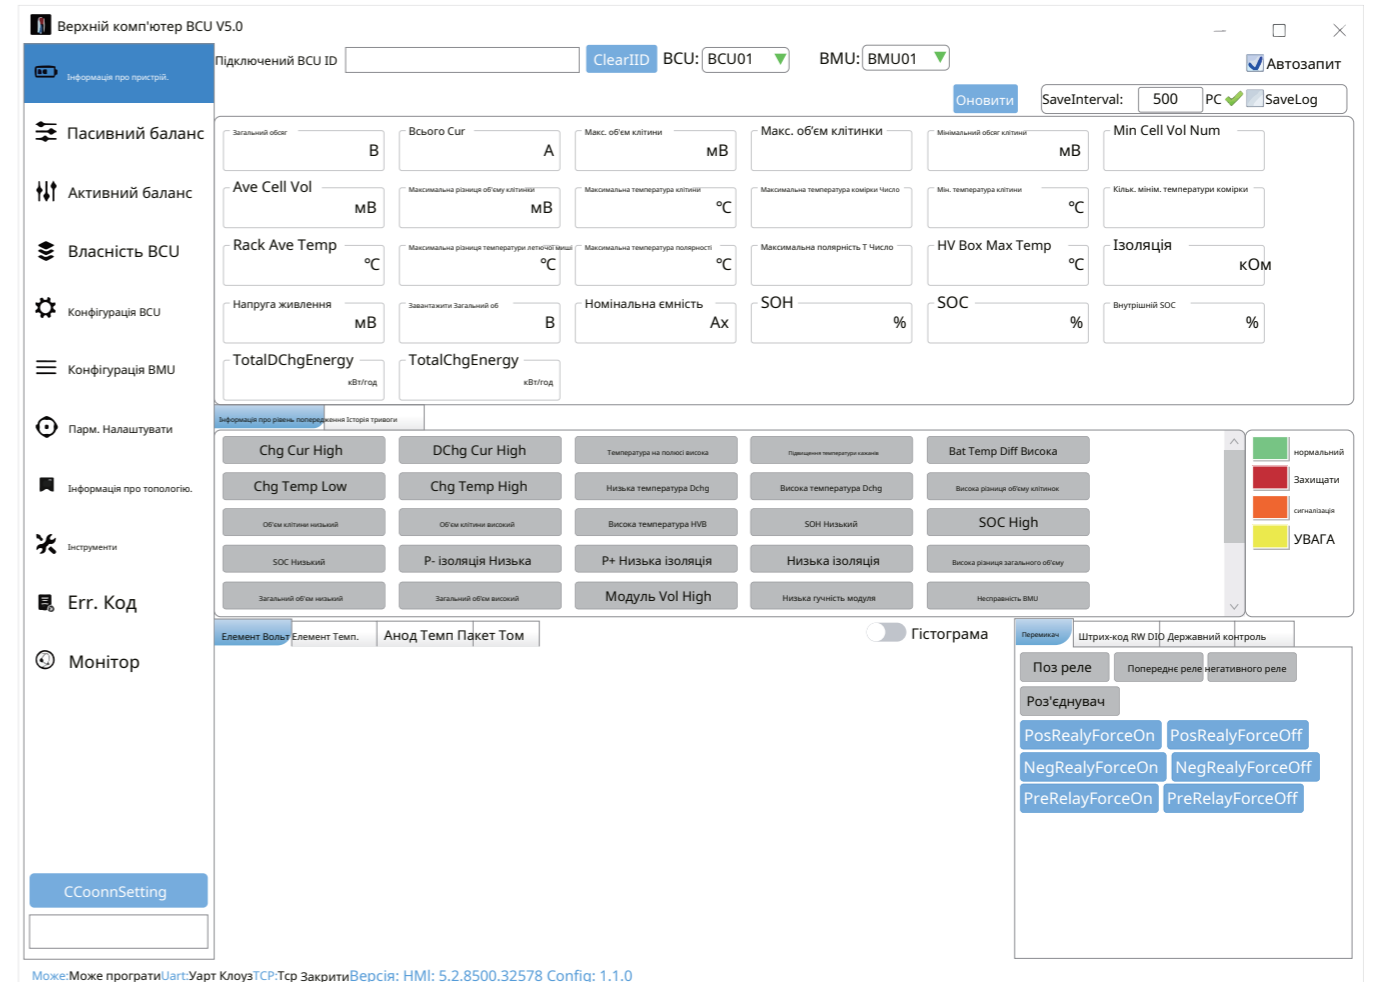 Верхній комп'ютер BCU V5.0
Підключений BCU ID ClearIID BCU: BCU01 BMU: BMU01
Автозапит
Оновити SaveInterval: 500 PC SaveLog
Інформація про пристрій.
Пасивний баланс
Активний баланс
Власність BCU
Конфігурація BCU
Конфігурація BMU
Парм. Налаштувати
Інформація про топологію.
Інструменти
Err. Код
Монітор
CCoonnSetting
Загальний обсяг В
Всього Cur А
Макс. об'єм клітини мВ
Макс. об'єм клітинки
Мінімальний обсяг клітини мВ
Min Cell Vol Num
Ave Cell Vol мВ
Максимальна різниця об'єму клітинки мВ
Максимальна температура клітини °C
Максимальна температура комірки Число
Мін. температура клітини °C
Кільк. мінім. температури комірки
Rack Ave Temp °C
Максимальна різниця температури летючої миші °C
Максимальна температура полярності °C
Максимальна полярність Т Число
HV Box Max Temp °C
Ізоляція кОм
Напруга живлення мВ
Завантажити Загальний об В
Номінальна ємність Ах
SOH %
SOC %
Внутрішній SOC %
TotalDChgEnergy кВт/год
TotalChgEnergy кВт/год
Інформація про рівень попередження Історія тривоги
Chg Cur High DChg Cur High Температура на полюсі висока Підвищення температури каналів Bat Temp Diff Висока
Chg Temp Low Chg Temp High Низька температура Dchg Висока температура Dchg Висока різниця об'єму клітинок
Об'єм клітини низький Об'єм клітини високий Висока температура HVB SOH Низький SOC High
SOC Низький P- ізоляція Низька P+ Низька ізоляція Низька ізоляція Висока різниця загального об'єму
Загальний об'єм низький Загальний об'єм високий Модуль Vol High Низька гучність модуля Несправність BMU
нормальний
Захищати
сигналізація
УВАГА
Елемент Вольт Елемент Темп. Анод Темп Пакет Том Гістограма
Перемикач Штрих-код RW DIO Державний контроль
Поз реле Попереднє реле негативного реле
Роз'єднувач
PosRealyForceOn PosRealyForceOff
NegRealyForceOn NegRealyForceOff
PreRelayForceOn PreRelayForceOff
Може:Може програтиUart:Уарт КлоузTCP:Tcp ЗакритиВерсія: HMI: 5.2.8500.32578 Config: 1.1.0